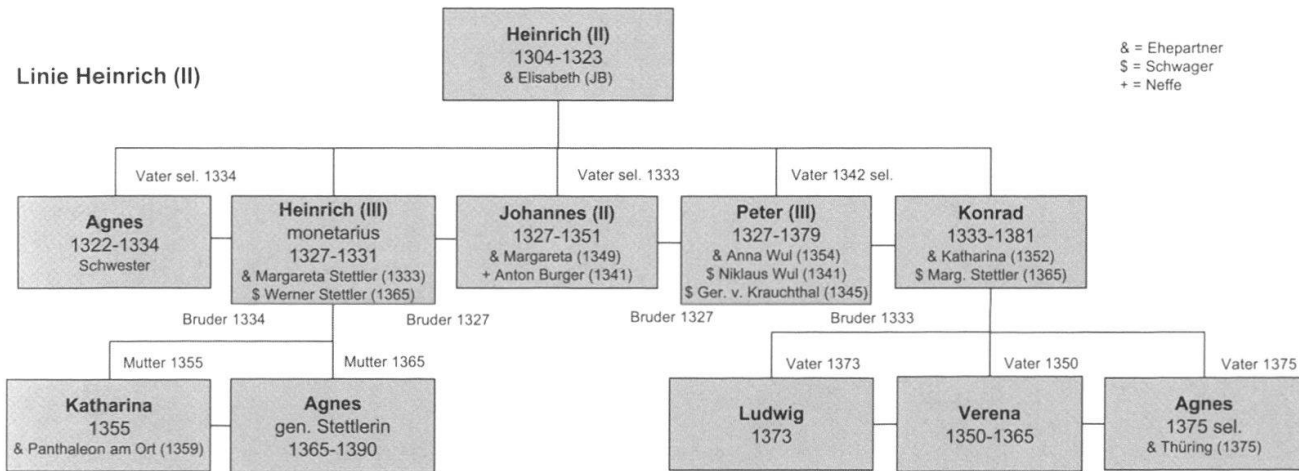 Linie Heinrich (II)
Heinrich (II)
1304-1323
& Elisabeth (JB)
& = Ehepartner
$ = Schwager
+ = Neffe
Vater sel. 1334
Vater sel. 1333
Vater 1342 sel.
Agnes
1322-1334
Schwester
Heinrich (III)
monetarius
1327-1331
& Margareta Stettler (1333)
$ Werner Stettler (1365)
Johannes (II)
1327-1351
& Margareta (1349)
+ Anton Burger (1341)
Peter (III)
1327-1379
& Anna Wul (1354)
$ Niklaus Wul (1341)
$ Ger. v. Krauchthal (1345)
Konrad
1333-1381
& Katharina (1352)
$ Marg. Stettler (1365)
Bruder 1334
Bruder 1327
Bruder 1327
Bruder 1333
Mutter 1355
Mutter 1365
Vater 1373
Vater 1350
Vater 1375
Katharina
1355
& Panthaleon am Ort (1359)
Agnes
gen. Stettlerin
1365-1390
Ludwig
1373
Verena
1350-1365
Agnes
1375 sel.
& Thüring (1375)